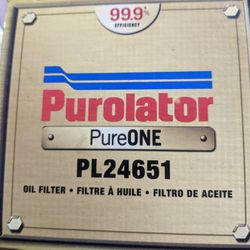 99.9%
EFFICIENCY
Purolator
PureONE
PL24651
OIL FILTER • FILTRE À HUILE • FILTRO DE ACEITE